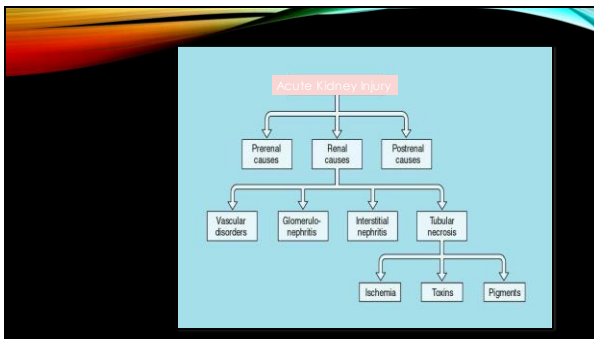 Acute Kidney Injury
Prerenal
causes
Renal
causes
Postrenal
causes
Vascular
disorders
Glomerulo-
nephritis
Interstitial
nephritis
Tubular
necrosis
Ischemia
Toxins
Pigments